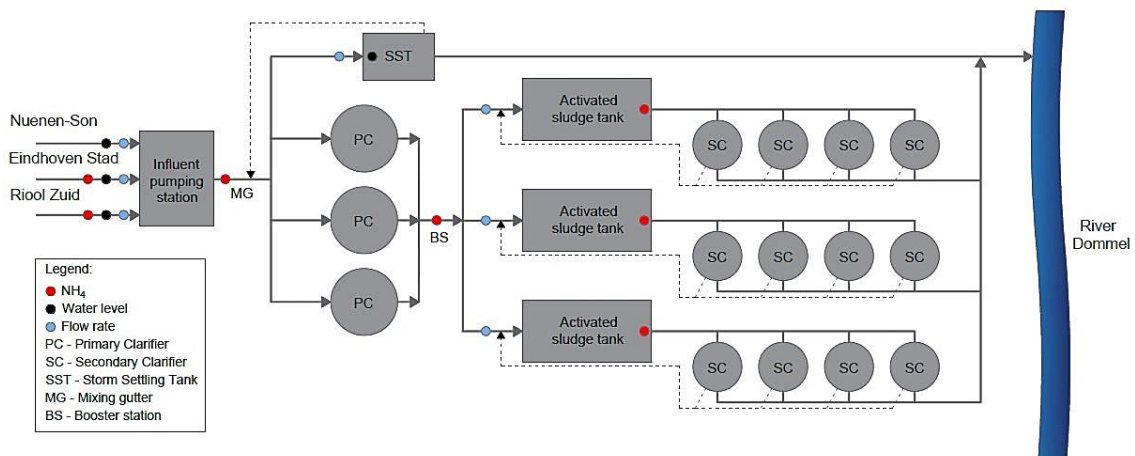 SST
Nuenen-Son
Eindhoven Stad
Riool Zuid
Influent
pumping
station
MG
PC
PC
PC
BS
Activated
sludge tank
SC
SC
SC
SC
Activated
sludge tank
SC
SC
SC
SC
Activated
sludge tank
SC
SC
SC
SC
River
Dommel
Legend:
NH4
Water level
Flow rate
PC - Primary Clarifier
SC - Secondary Clarifier
SST - Storm Settling Tank
MG - Mixing gutter
BS - Booster station